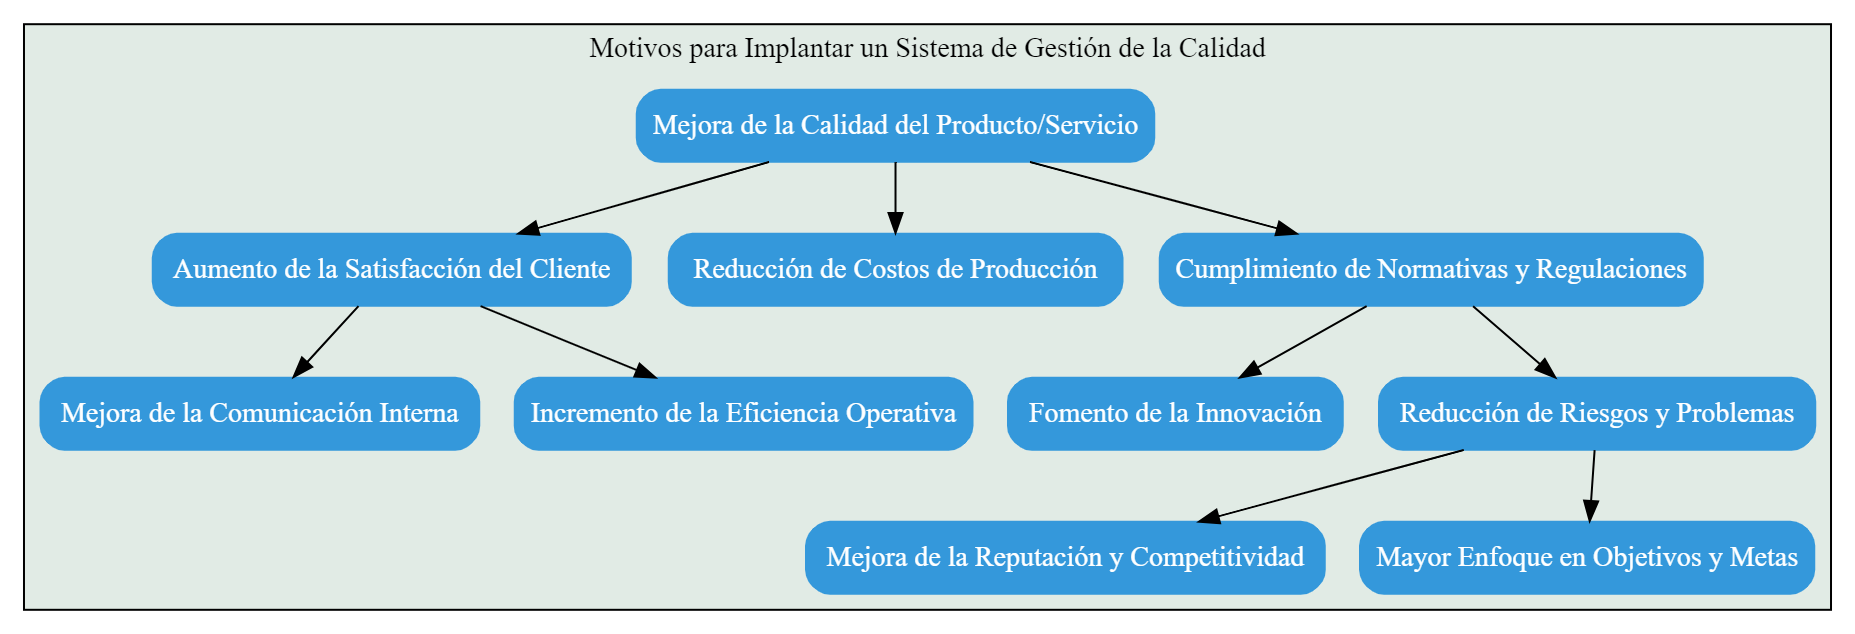 Motivos para Implantar un Sistema de Gestión de la Calidad
Mejora de la Calidad del Producto/Servicio
Aumento de la Satisfacción del Cliente
Reducción de Costos de Producción
Cumplimiento de Normativas y Regulaciones
Mejora de la Comunicación Interna
Incremento de la Eficiencia Operativa
Fomento de la Innovación
Reducción de Riesgos y Problemas
Mejora de la Reputación y Competitividad
Mayor Enfoque en Objetivos y Metas